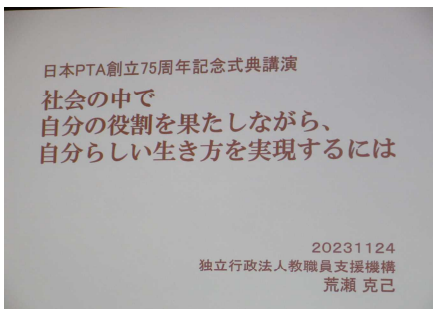 日本PTA創立75周年記念式典講演
社会の中で
自分の役割を果たしながら、
自分らしい生き方を実現するには
20231124
独立行政法人教職員支援機構
荒瀬 克己